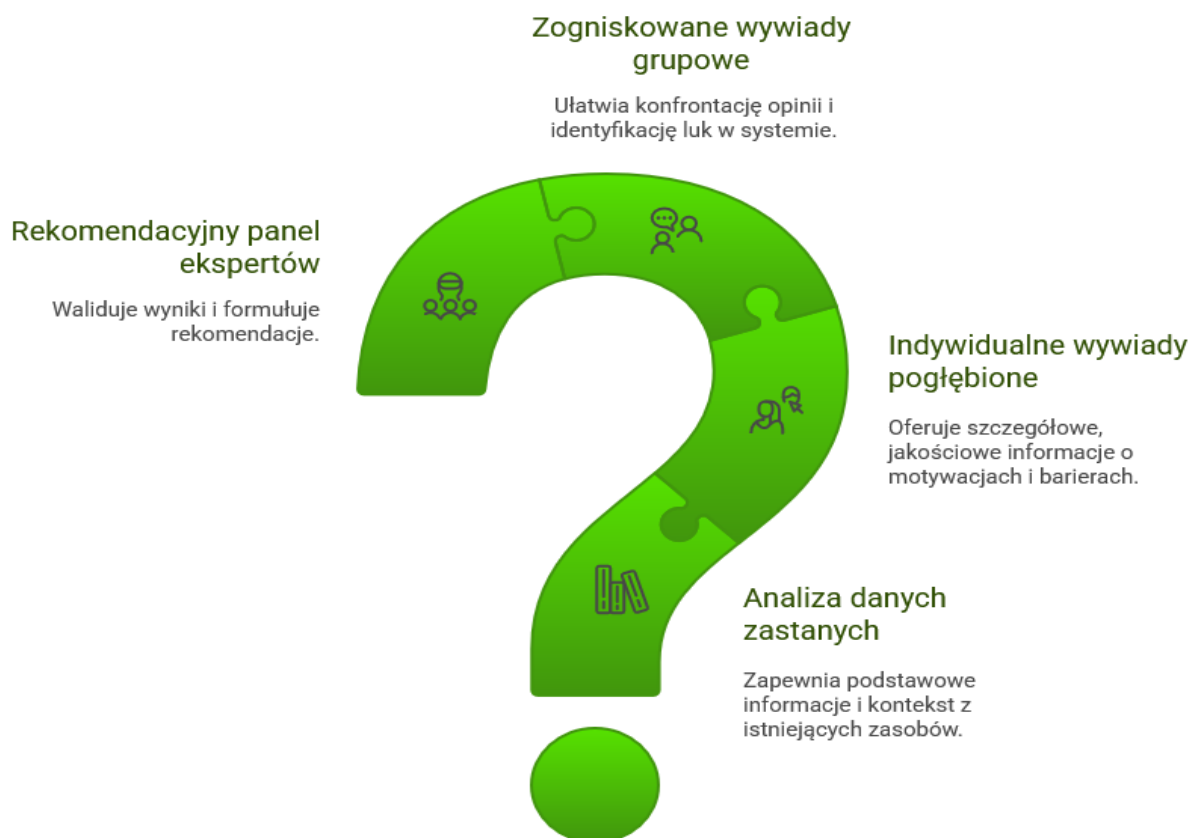 Zogniskowane wywiady
grupowe
Ułatwia konfrontację opinii i
identyfikację luk w systemie.
Rekomendacyjny panel
ekspertów
Waliduje wyniki i formułuje
rekomendacje.
Indywidualne wywiady
pogłębione
Oferuje szczegółowe,
jakościowe informacje o
motywacjach i barierach.
Analiza danych
zastanych
Zapewnia podstawowe
informacje i kontekst z
istniejących zasobów.